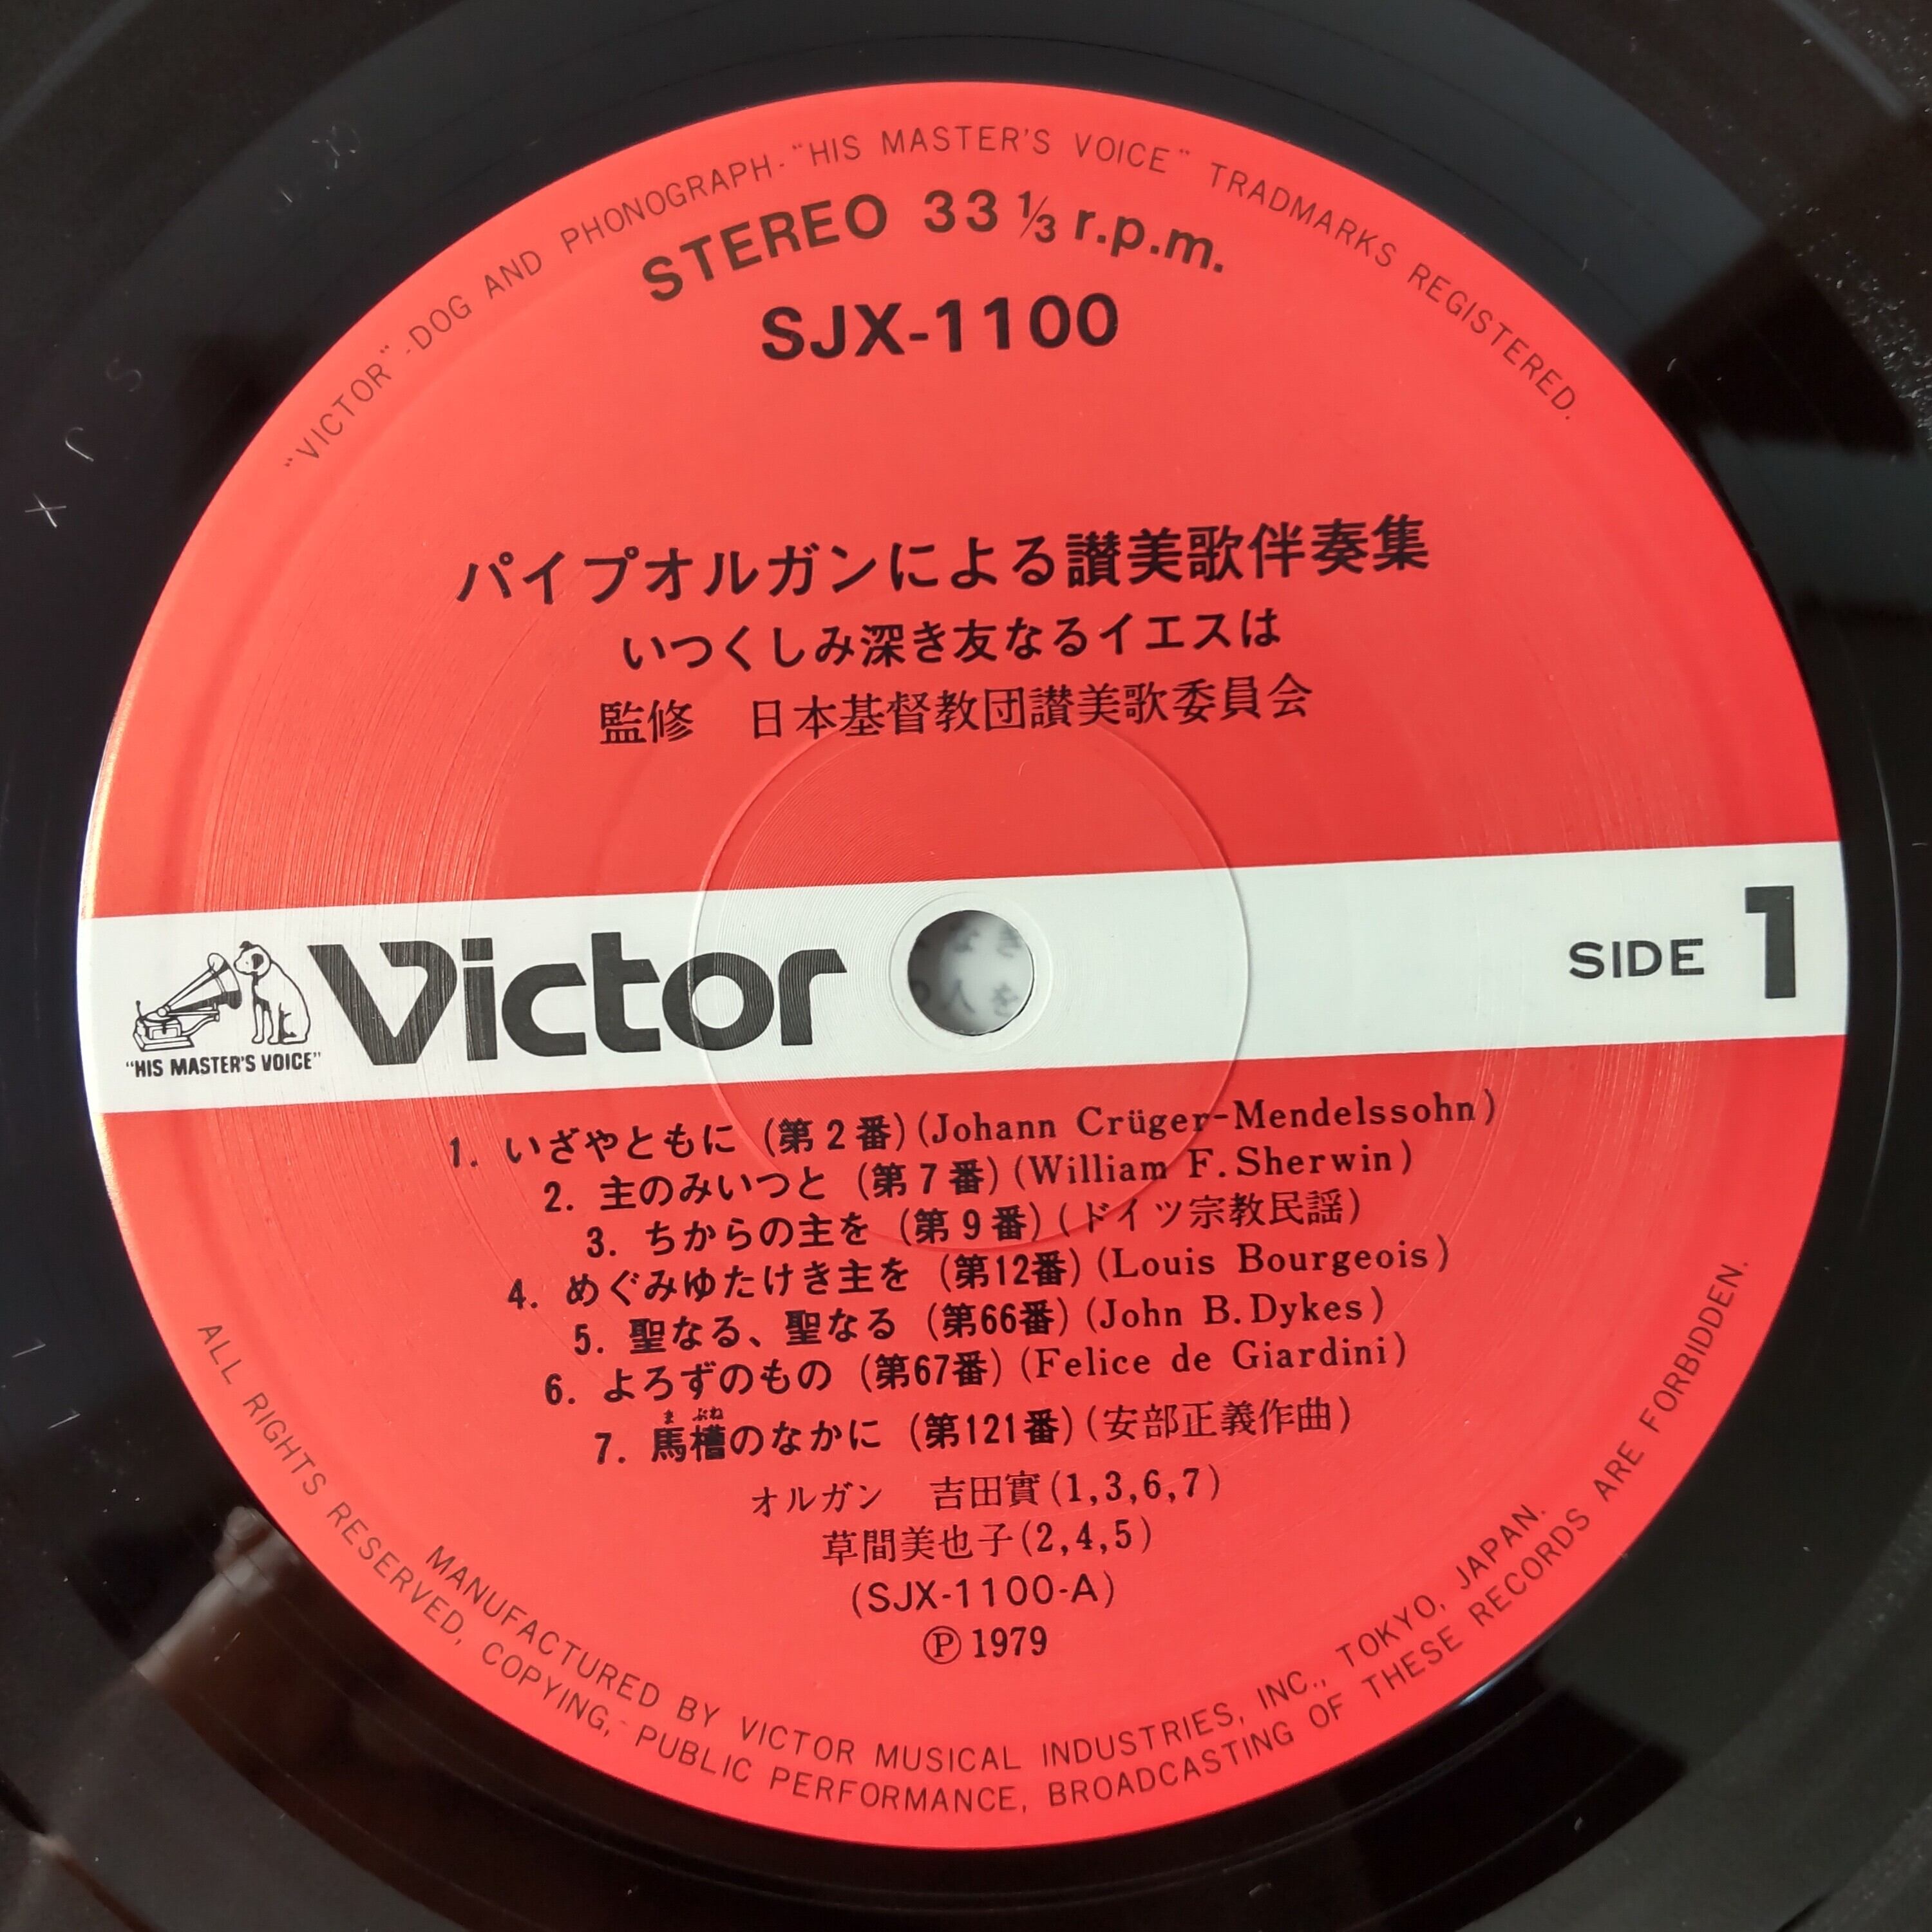 "VICTOR"-DOG AND PHONOGRAPH-"HIS MASTER'S VOICE" TRADMARKS REGISTERED.
STEREO 33 ⅓ r.p.m.
SJX-1100
パイプオルガンによる讃美歌伴奏集
いつくしみ深き友なるイエスは
監修 日本基督教団讃美歌委員会
Victor
"HIS MASTER'S VOICE"
SIDE 1
1. いざやともに (第2番) (Johann Crüger-Mendelssohn)
2. 主のみいつと (第7番) (William F. Sherwin)
3. ちからの主を (第9番) (ドイツ宗教民謡)
4. めぐみゆたけき主を (第12番) (Louis Bourgeois)
5. 聖なる、聖なる (第66番) (John B. Dykes)
6. よろずのもの (第67番) (Felice de Giardini)
ま ぶね
7. 馬槽のなかに (第121番) (安部正義作曲)
オルガン 吉田實(1,3,6,7)
草間美也子(2,4,5)
(SJX-1100-A)
Ⓟ 1979
MANUFACTURED BY VICTOR MUSICAL INDUSTRIES, INC., TOKYO, JAPAN.
ALL RIGHTS RESERVED, COPYING, PUBLIC PERFORMANCE, BROADCASTING OF THESE RECORDS ARE FORBIDDEN.
S J X